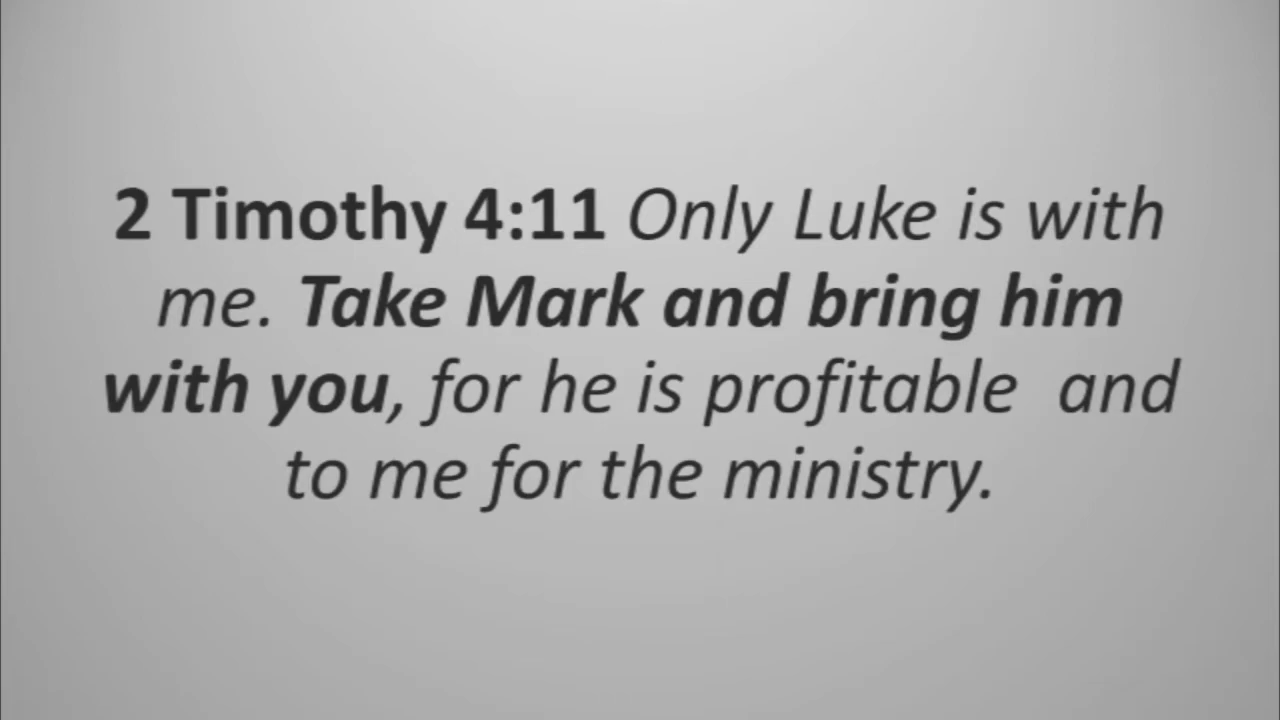 2 Timothy 4:11 Only Luke is with
me. Take Mark and bring him
with you, for he is profitable  and
to me for the ministry.